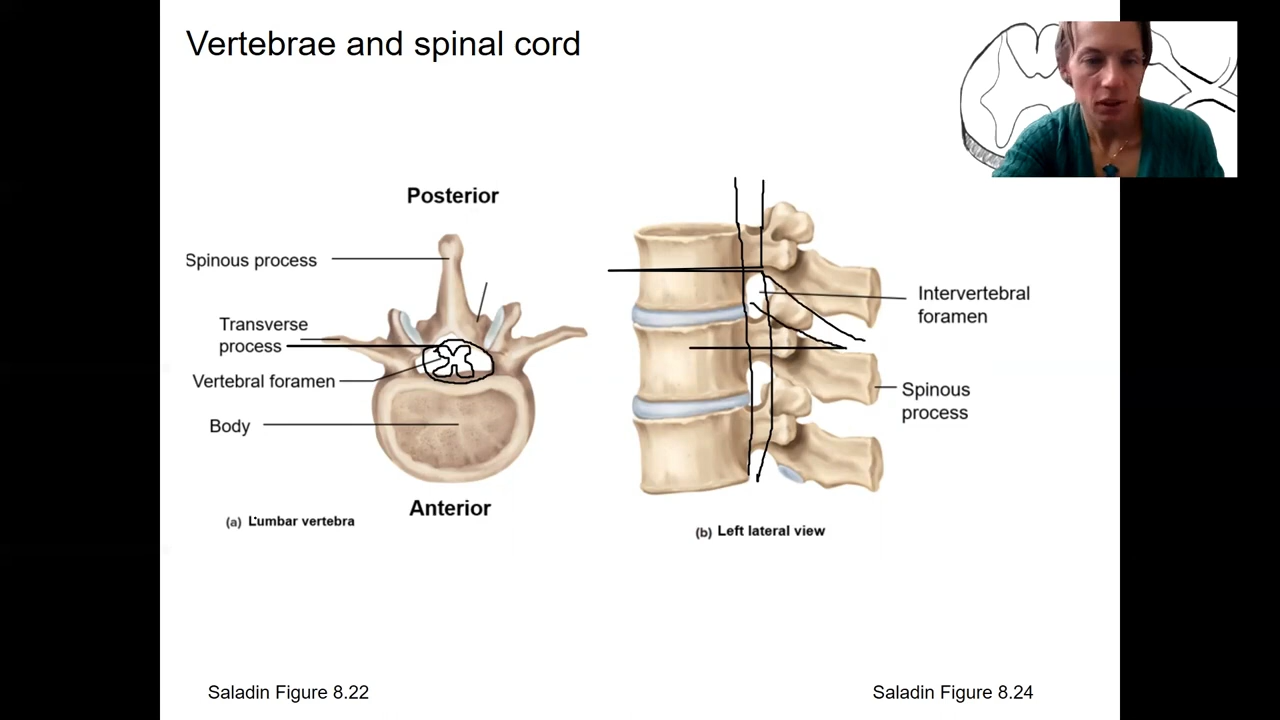 Vertebrae and spinal cord
Posterior
Spinous process
Transverse
process
Vertebral foramen
Body
Anterior
(a) Lumbar vertebra
Intervertebral
foramen
Spinous
process
(b) Left lateral view
Saladin Figure 8.22
Saladin Figure 8.24